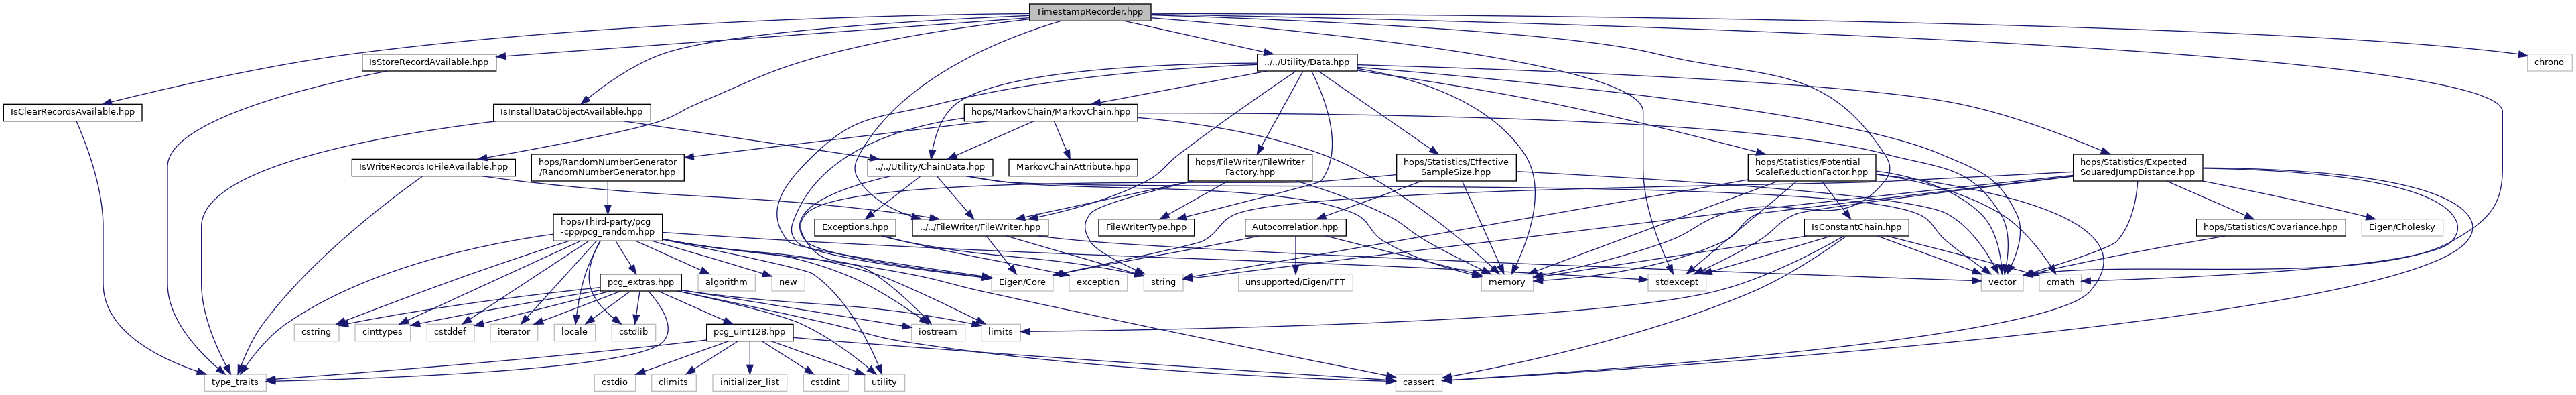 TimestampRecorder.hpp
IsStoreRecordAvailable.hpp
../../Utility/Data.hpp
chrono
IsClearRecordsAvailable.hpp
IsInstallDataObjectAvailable.hpp
hops/MarkovChain/MarkovChain.hpp
IsWriteRecordsToFileAvailable.hpp
hops/RandomNumberGenerator
/RandomNumberGenerator.hpp
../../Utility/ChainData.hpp
MarkovChainAttribute.hpp
hops/FileWriter/FileWriter
Factory.hpp
hops/Statistics/Effective
SampleSize.hpp
hops/Statistics/Potential
ScaleReductionFactor.hpp
hops/Statistics/Expected
SquaredJumpDistance.hpp
hops/Third-party/pcg
-cpp/pcg_random.hpp
Exceptions.hpp
../../FileWriter/FileWriter.hpp
FileWriterType.hpp
Autocorrelation.hpp
IsConstantChain.hpp
hops/Statistics/Covariance.hpp
Eigen/Cholesky
pcg_extras.hpp
algorithm
new
Eigen/Core
exception
string
unsupported/Eigen/FFT
memory
stdexcept
vector
cmath
cstring
cinttypes
cstddef
iterator
locale
cstdlib
pcg_uint128.hpp
iostream
limits
type_traits
cstdio
climits
initializer_list
cstdint
utility
cassert